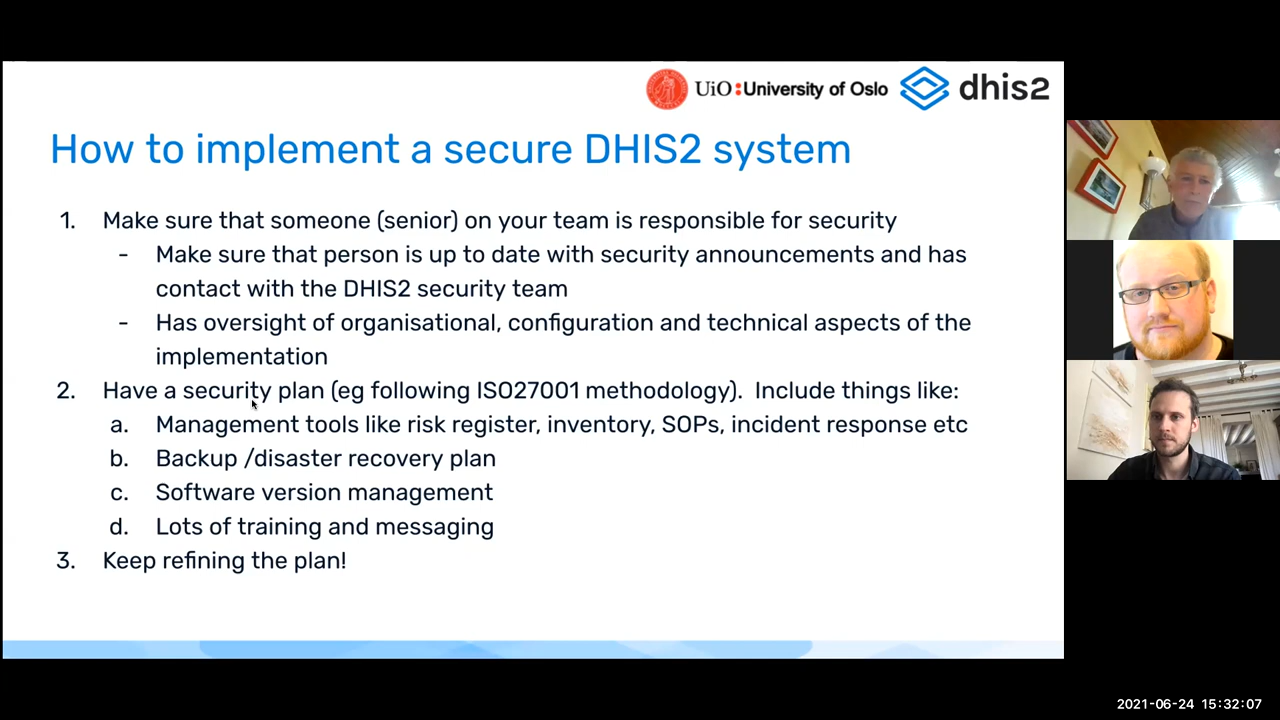 UiO:University of Oslo dhis2
How to implement a secure DHIS2 system
1. Make sure that someone (senior) on your team is responsible for security
- Make sure that person is up to date with security announcements and has
contact with the DHIS2 security team
- Has oversight of organisational, configuration and technical aspects of the
implementation
2. Have a security plan (eg following ISO27001 methodology). Include things like:
a. Management tools like risk register, inventory, SOPs, incident response etc
b. Backup /disaster recovery plan
c. Software version management
d. Lots of training and messaging
3. Keep refining the plan!
2021-06-24 15:32:07